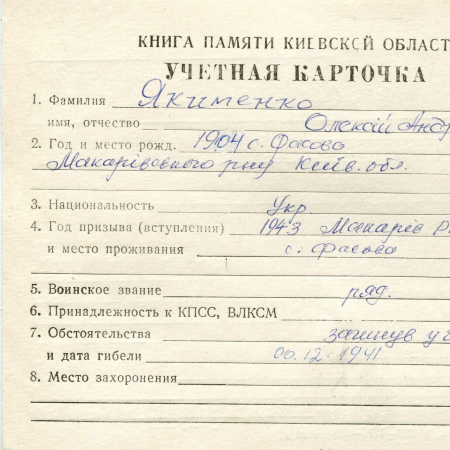 КНИГА ПАМЯТИ КИЕВСКОЙ ОБЛАСТ
УЧЕТНАЯ КАРТОЧКА
1. Фамилия Якименко
имя, отчество Олексій Андр
2. Год и место рожд. 1904 с. Фасова
Макарівського р-ну Київ. обл.
3. Национальность Укр.
4. Год призыва (вступления) 1943 Макарів Р
и место проживания с. Фасова
5. Воинское звание ряд.
6. Принадлежность к КПСС, ВЛКСМ
7. Обстоятельства загинув у
и дата гибели 00.12.1941
8. Место захоронения